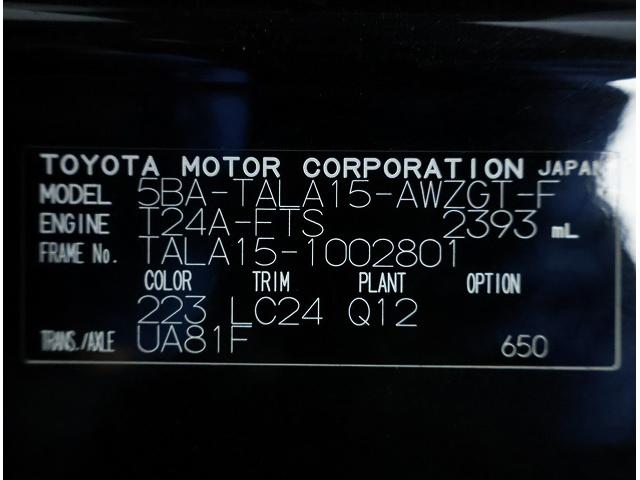 TOYOTA MOTOR CORPORATION JAPAN
MODEL 5BA-TALA15-AWZGT-F
ENGINE T24A-FTS 2393 mL
FRAME No. TALA15-1002801
COLOR TRIM PLANT OPTION
223 LC24 Q12
TRANS./AXLE UA81F 650